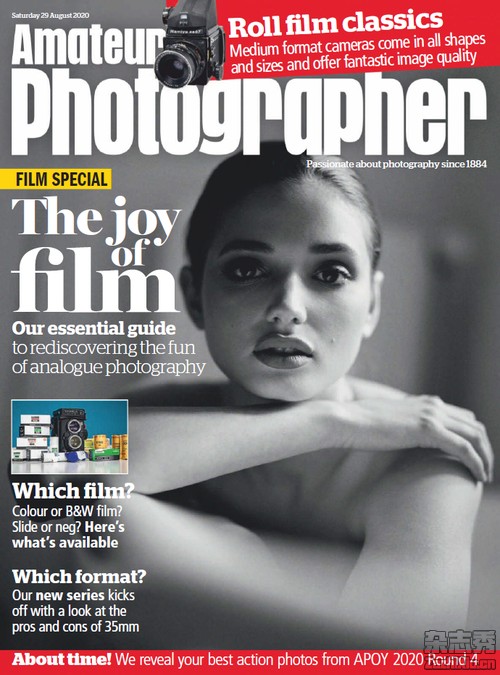 Saturday 29 August 2020
Amateur
Photographer
Roll film classics
Medium format cameras come in all shapes
and sizes and offer fantastic image quality
Passionate about photography since 1884
FILM SPECIAL
The joy
of
film
Our essential guide
to rediscovering the fun
of analogue photography
Which film?
Colour or B&W film?
Slide or neg? Here's
what's available
Which format?
Our new series kicks
off with a look at the
pros and cons of 35mm
About time! We reveal your best action photos from APOY 2020 Round 4
杂志秀